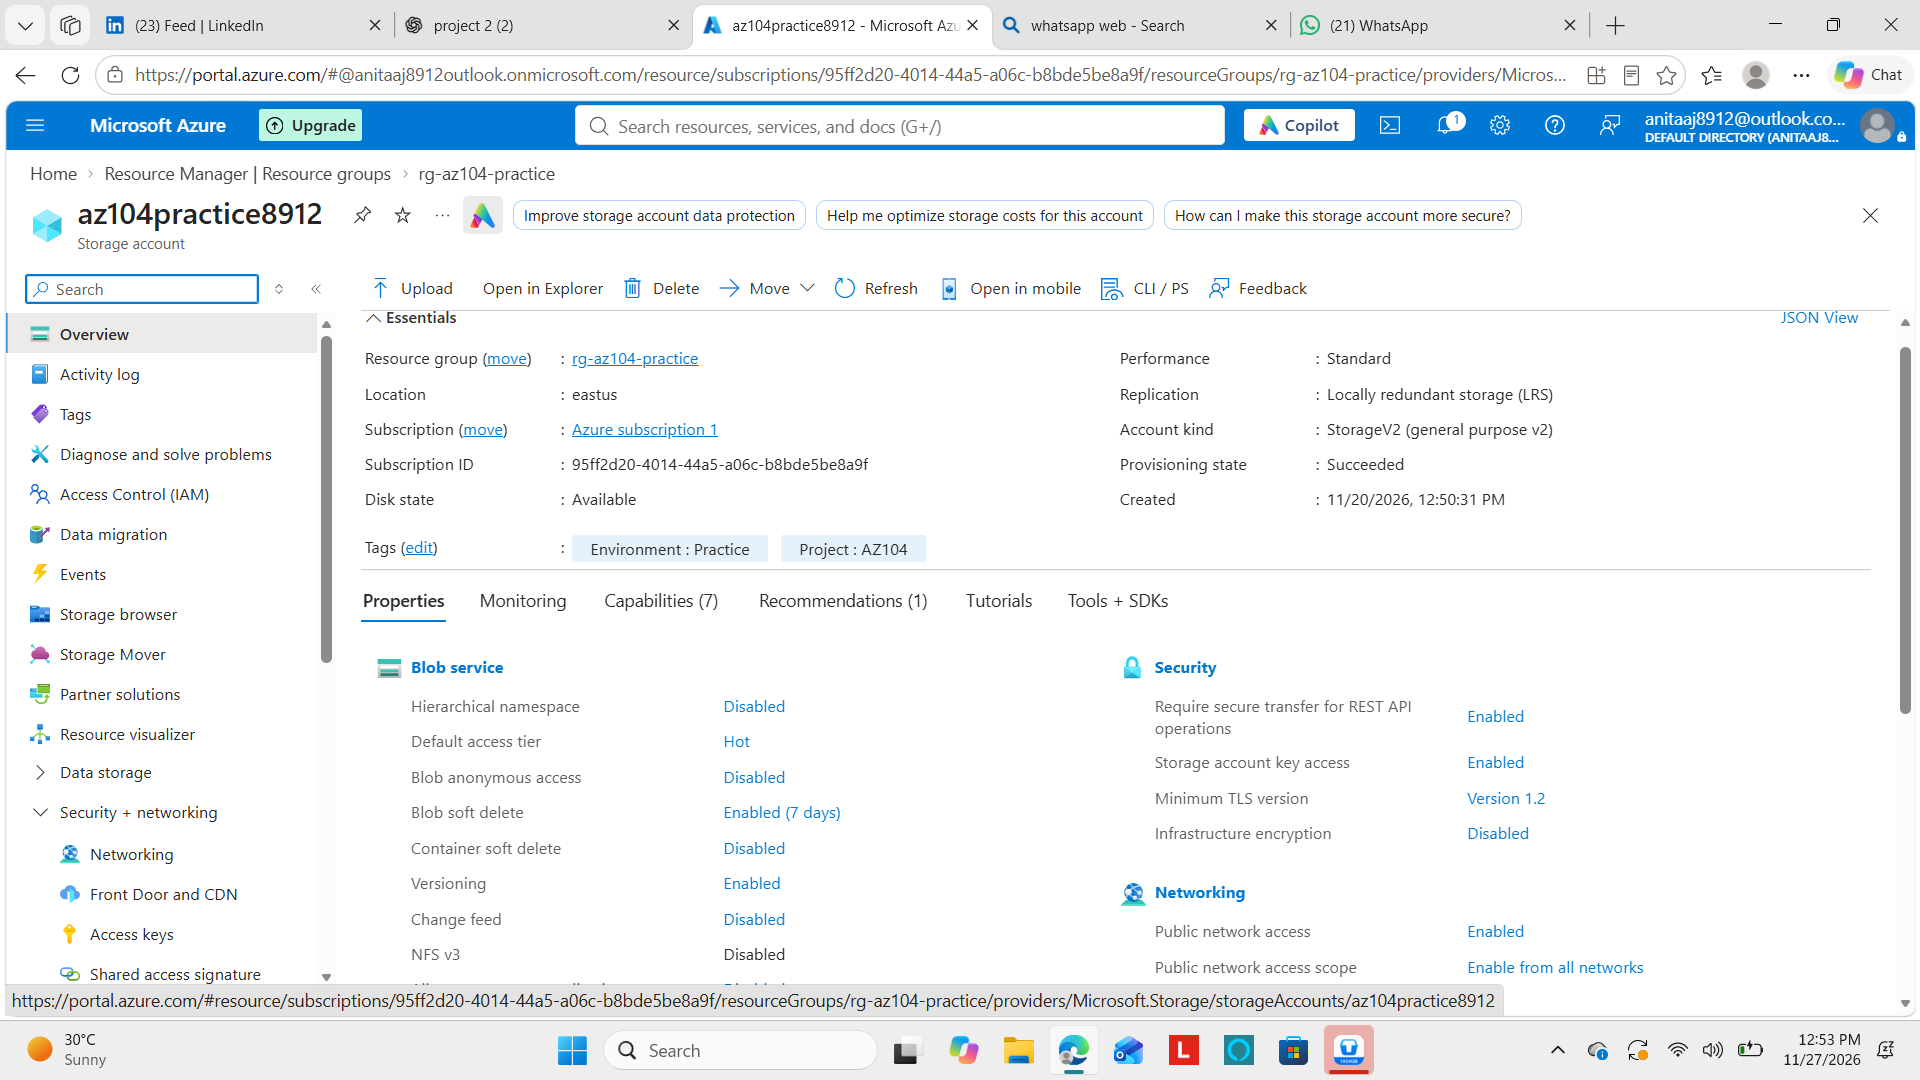 (23) Feed | LinkedIn
project 2 (2)
az104practice8912 - Microsoft Azu
whatsapp web - Search
(21) WhatsApp
https://portal.azure.com/#@anitaaj8912outlook.onmicrosoft.com/resource/subscriptions/95ff2d20-4014-44a5-a06c-b8bde5be8a9f/resourceGroups/rg-az104-practice/providers/Micros...
Chat
Microsoft Azure
Upgrade
Search resources, services, and docs (G+/)
Copilot
1
anitaaj8912@outlook.co...
DEFAULT DIRECTORY (ANITAAJ8...
Home > Resource Manager | Resource groups > rg-az104-practice
az104practice8912
Storage account
Improve storage account data protection
Help me optimize storage costs for this account
How can I make this storage account more secure?
Search
Upload
Open in Explorer
Delete
Move
Refresh
Open in mobile
CLI / PS
Feedback
Overview
Activity log
Tags
Diagnose and solve problems
Access Control (IAM)
Data migration
Events
Storage browser
Storage Mover
Partner solutions
Resource visualizer
Data storage
Security + networking
Networking
Front Door and CDN
Access keys
Shared access signature
Essentials
JSON View
Resource group (move) : rg-az104-practice
Location : eastus
Subscription (move) : Azure subscription 1
Subscription ID : 95ff2d20-4014-44a5-a06c-b8bde5be8a9f
Disk state : Available
Performance : Standard
Replication : Locally redundant storage (LRS)
Account kind : StorageV2 (general purpose v2)
Provisioning state : Succeeded
Created : 11/20/2026, 12:50:31 PM
Tags (edit) : Environment : Practice Project : AZ104
Properties
Monitoring
Capabilities (7)
Recommendations (1)
Tutorials
Tools + SDKs
Blob service
Hierarchical namespace Disabled
Default access tier Hot
Blob anonymous access Disabled
Blob soft delete Enabled (7 days)
Container soft delete Disabled
Versioning Enabled
Change feed Disabled
NFS v3 Disabled
Security
Require secure transfer for REST API
operations Enabled
Storage account key access Enabled
Minimum TLS version Version 1.2
Infrastructure encryption Disabled
Networking
Public network access Enabled
Public network access scope Enable from all networks
https://portal.azure.com/#resource/subscriptions/95ff2d20-4014-44a5-a06c-b8bde5be8a9f/resourceGroups/rg-az104-practice/providers/Microsoft.Storage/storageAccounts/az104practice8912
30°C
Sunny
Search
12:53 PM
11/27/2026